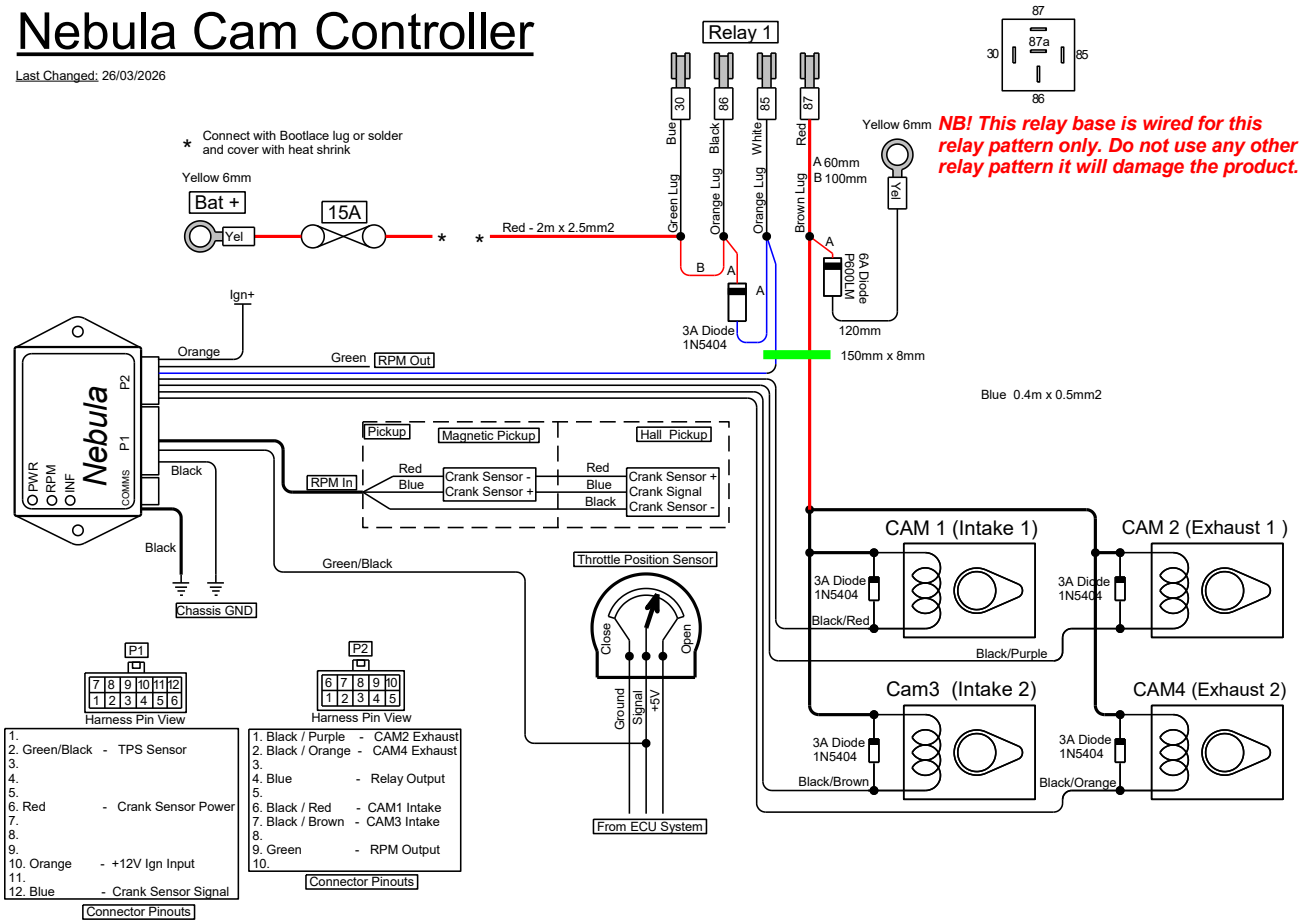 Nebula Cam Controller
Last Changed: 26/03/2026
* Connect with Bootlace lug or solder
and cover with heat shrink
Yellow 6mm
Bat +
Yel
15A
*
*
Red - 2m x 2.5mm2
Relay 1
30
86
85
87
Bue
Black
White
Red
Green Lug
Orange Lug
Orange Lug
Brown Lug
A 60mm
B 100mm
B
A
A
A
3A Diode
1N5404
6A Diode
P600LM
120mm
150mm x 8mm
Yellow 6mm
Yel
87
87a
30
85
86
NB! This relay base is wired for this
relay pattern only. Do not use any other
relay pattern it will damage the product.
Blue 0.4m x 0.5mm2
Ign+
Orange
Green
RPM Out
Nebula
PWR
RPM
INF
P2
P1
COMMS
Black
Black
Chassis GND
RPM In
Pickup
Magnetic Pickup
Hall Pickup
Red
Crank Sensor -
Red
Crank Sensor +
Blue
Crank Sensor +
Blue
Crank Signal
Black
Crank Sensor -
Green/Black
Throttle Position Sensor
Close
Open
Ground
Signal
+5V
From ECU System
CAM 1 (Intake 1)
3A Diode
1N5404
Black/Red
CAM 2 (Exhaust 1 )
3A Diode
1N5404
Black/Purple
Cam3 (Intake 2)
3A Diode
1N5404
Black/Brown
CAM4 (Exhaust 2)
3A Diode
1N5404
Black/Orange
P1
7 8 9 10 11 12
1 2 3 4 5 6
Harness Pin View
1.
2. Green/Black - TPS Sensor
3.
4.
5.
6. Red - Crank Sensor Power
7.
8.
9.
10. Orange - +12V Ign Input
11.
12. Blue - Crank Sensor Signal
Connector Pinouts
P2
6 7 8 9 10
1 2 3 4 5
Harness Pin View
1. Black / Purple - CAM2 Exhaust
2. Black / Orange - CAM4 Exhaust
3.
4. Blue - Relay Output
5.
6. Black / Red - CAM1 Intake
7. Black / Brown - CAM3 Intake
8.
9. Green - RPM Output
10.
Connector Pinouts